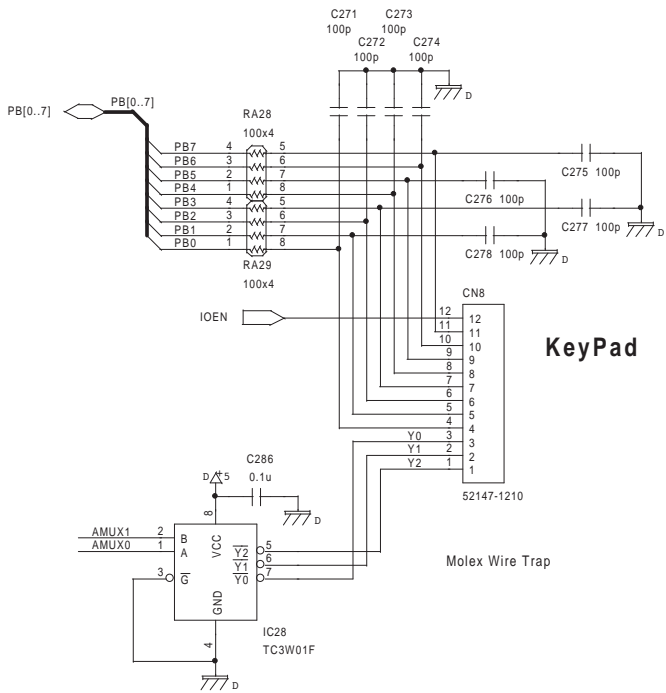 C271 C273
100p 100p
C272 C274
100p 100p
D
PB[0..7] PB[0..7]
RA28
100x4
PB7 4 5
PB6 3 6
PB5 2 7
PB4 1 8
PB3 4 5
PB2 3 6
PB1 2 7
PB0 1 8
RA29
100x4
C275 100p
C276 100p
C277 100p
D
C278 100p
D
CN8
IOEN
12 12
11 11
10 10
9 9
8 8
7 7
6 6
5 5
4 4
Y0 3 3
Y1 2 2
Y2 1 1
52147-1210
KeyPad
Molex Wire Trap
C286
0.1u
D +5
D
8
VCC
AMUX1 2 B
AMUX0 1 A
3 G
Y2 5
Y1 6
Y0 7
GND
4
IC28
TC3W01F
D